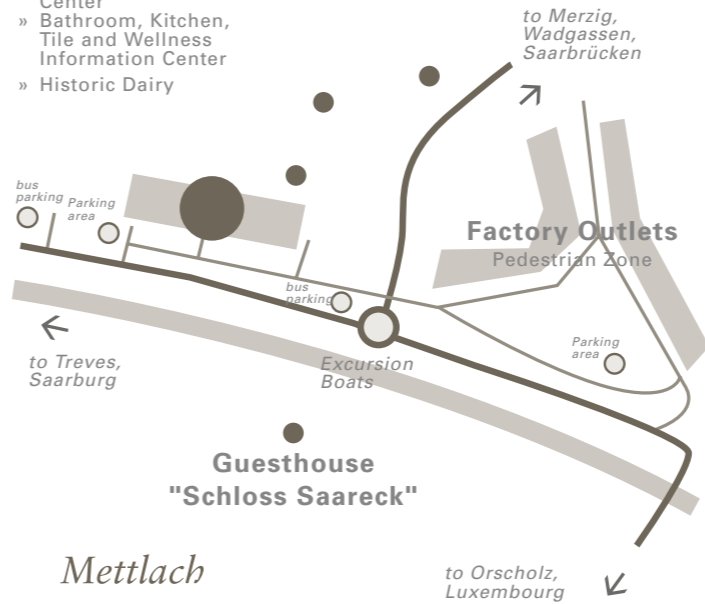 Center
» Bathroom, Kitchen,
Tile and Wellness
Information Center
» Historic Dairy
to Merzig,
Wadgassen,
Saarbrücken
bus
parking
Parking
area
Factory Outlets
Pedestrian Zone
bus
parking
Excursion
Boats
Parking
area
to Treves,
Saarburg
Guesthouse
"Schloss Saareck"
Mettlach
to Orscholz,
Luxembourg